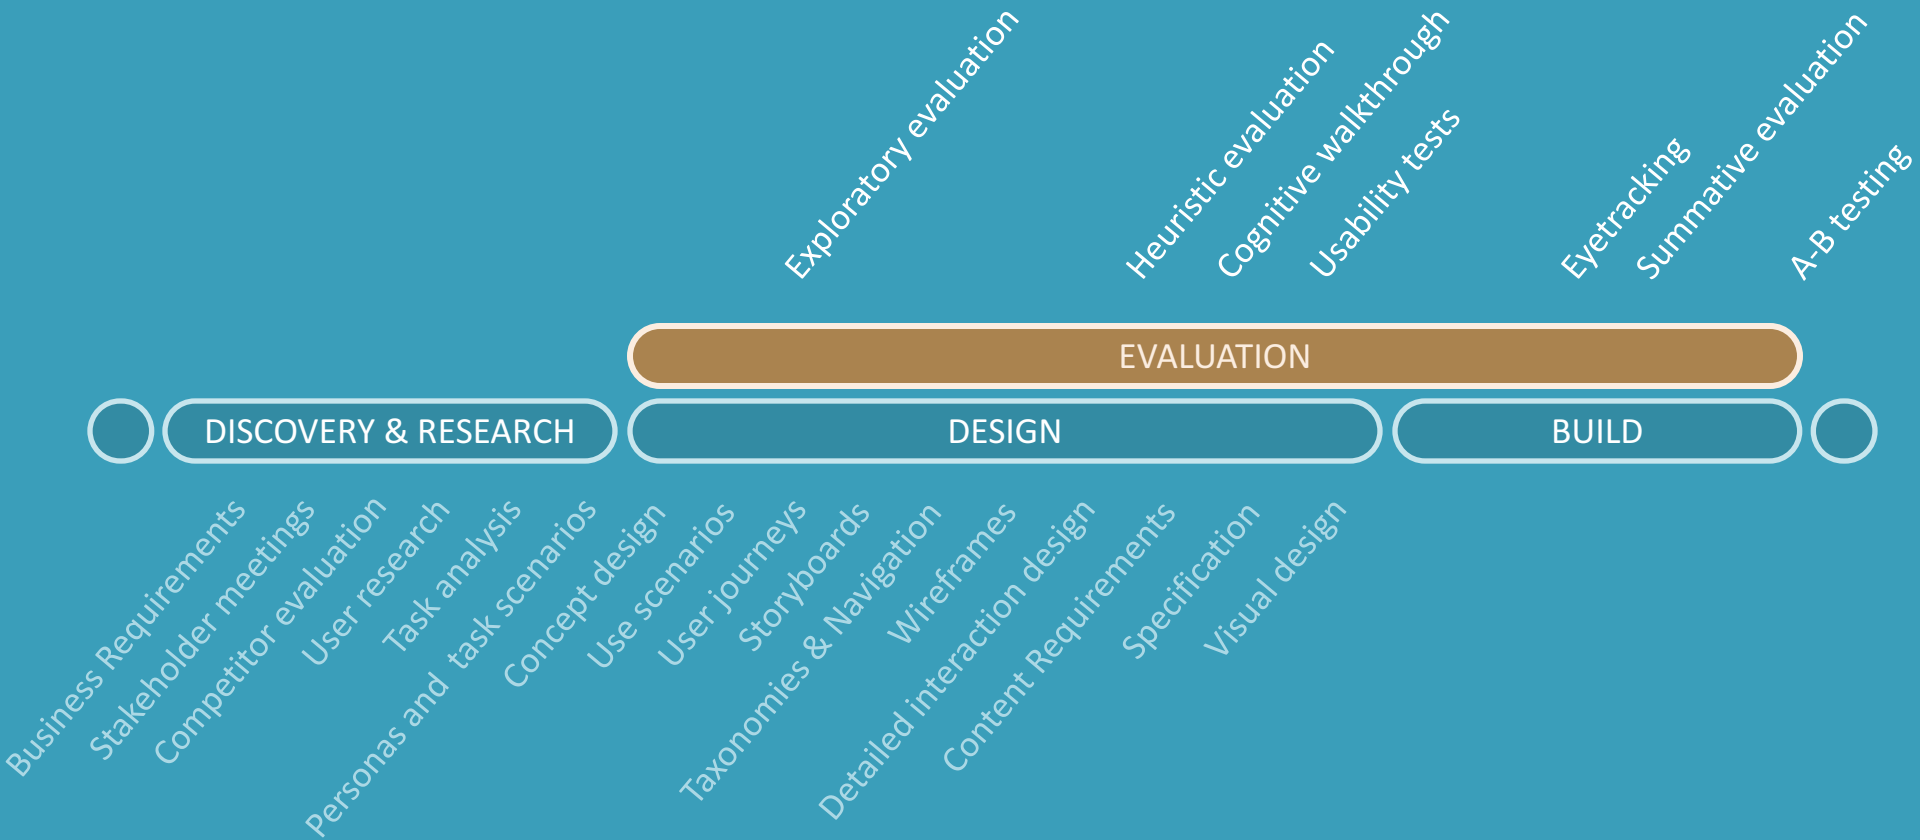 Exploratory evaluation
Heuristic evaluation
Cognitive walkthrough
Usability tests
Eyetracking
Summative evaluation
A-B testing
EVALUATION
DISCOVERY & RESEARCH
DESIGN
BUILD
Business Requirements
Stakeholder meetings
Competitor evaluation
User research
Task analysis
Personas and task scenarios
Concept design
Use scenarios
User journeys
Storyboards
Taxonomies & Navigation
Wireframes
Detailed interaction design
Content Requirements
Specification
Visual design